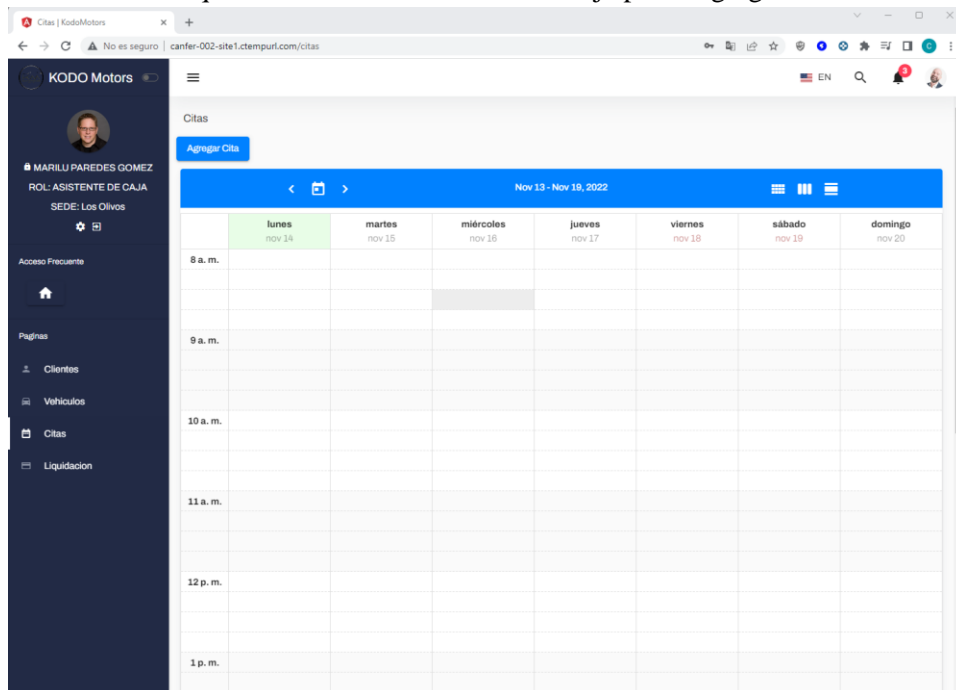 Citas | KodoMotors
No es seguro | canfer-002-site1.ctempurl.com/citas
C
KODO Motors
EN
3
MARILU PAREDES GOMEZ
ROL: ASISTENTE DE CAJA
SEDE: Los Olivos
Acceso Frecuente
Paginas
Clientes
Vehiculos
Citas
Liquidacion
Citas
Agregar Cita
Nov 13 - Nov 19, 2022
lunes martes miércoles jueves viernes sábado domingo
nov 14 nov 15 nov 16 nov 17 nov 18 nov 19 nov 20
8 a. m.
9 a. m.
10 a. m.
11 a. m.
12 p. m.
1 p. m.